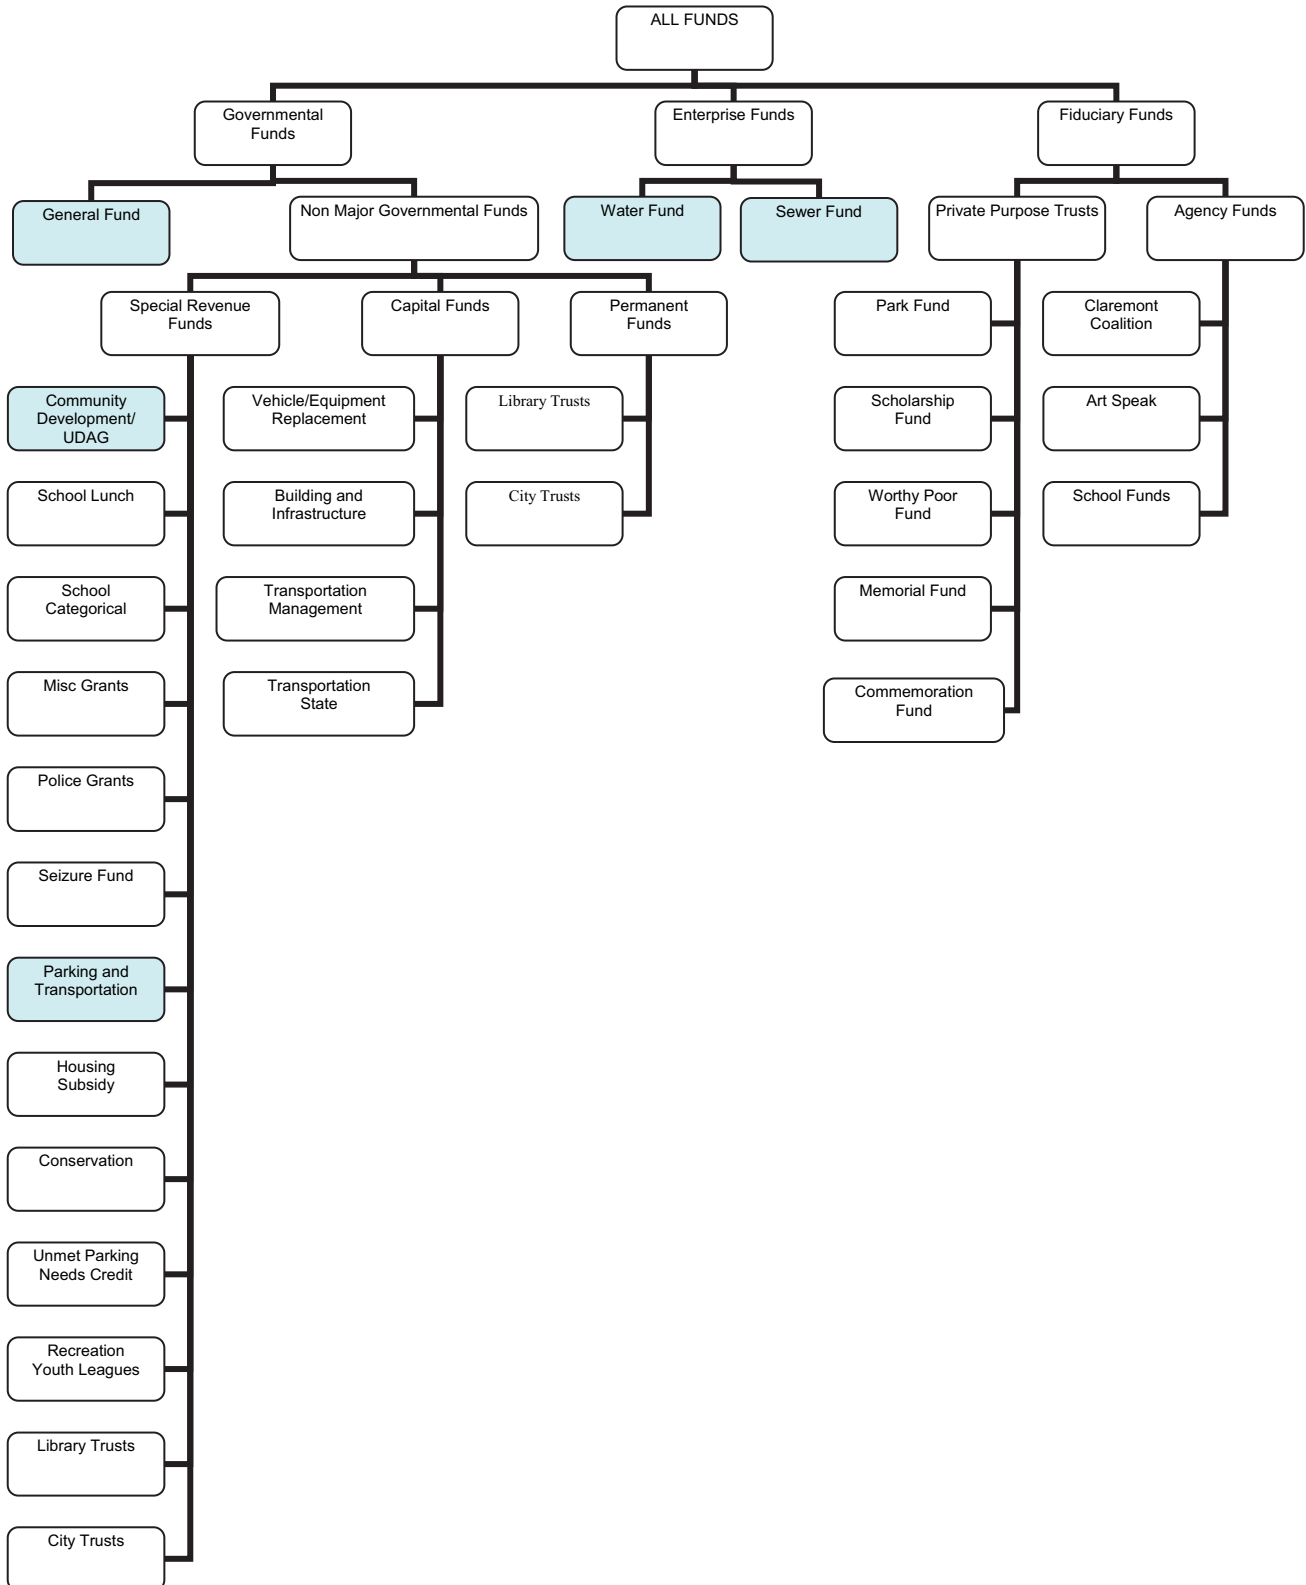 ALL FUNDS
Governmental
Funds
Enterprise Funds
Fiduciary Funds
General Fund
Non Major Governmental Funds
Water Fund
Sewer Fund
Private Purpose Trusts
Agency Funds
Special Revenue
Funds
Capital Funds
Permanent
Funds
Park Fund
Claremont
Coalition
Community
Development/
UDAG
Vehicle/Equipment
Replacement
Library Trusts
Scholarship
Fund
Art Speak
School Lunch
Building and
Infrastructure
City Trusts
Worthy Poor
Fund
School Funds
School
Categorical
Transportation
Management
Memorial Fund
Misc Grants
Transportation
State
Commemoration
Fund
Police Grants
Seizure Fund
Parking and
Transportation
Housing
Subsidy
Conservation
Unmet Parking
Needs Credit
Recreation
Youth Leagues
Library Trusts
City Trusts